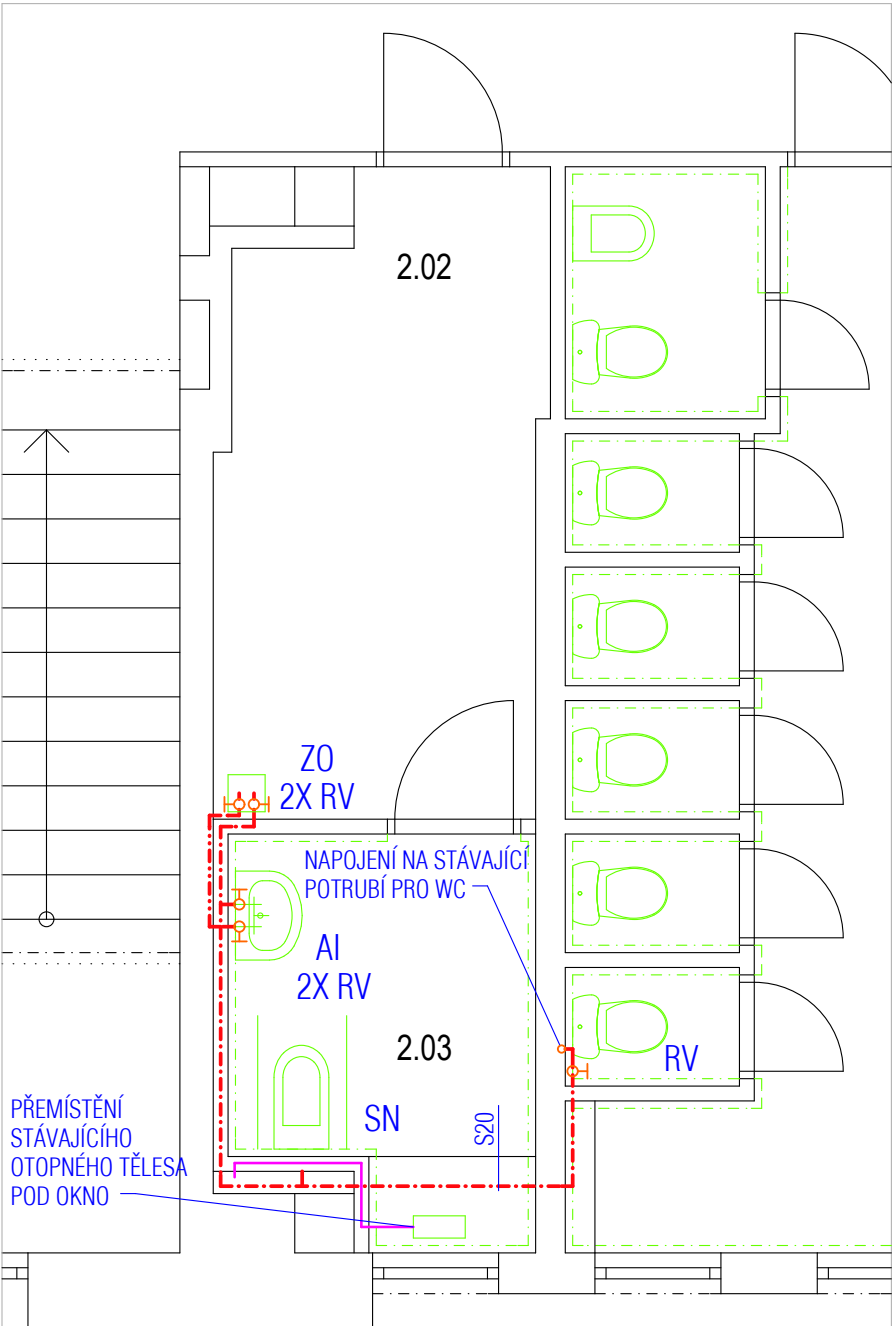 2.02
ZO
2X RV
NAPOJENÍ NA STÁVAJÍCÍ
POTRUBÍ PRO WC
AI
2X RV
2.03
RV
SN
S20
PŘEMÍSTĚNÍ
STÁVAJÍCÍHO
OTOPNÉHO TĚLESA
POD OKNO